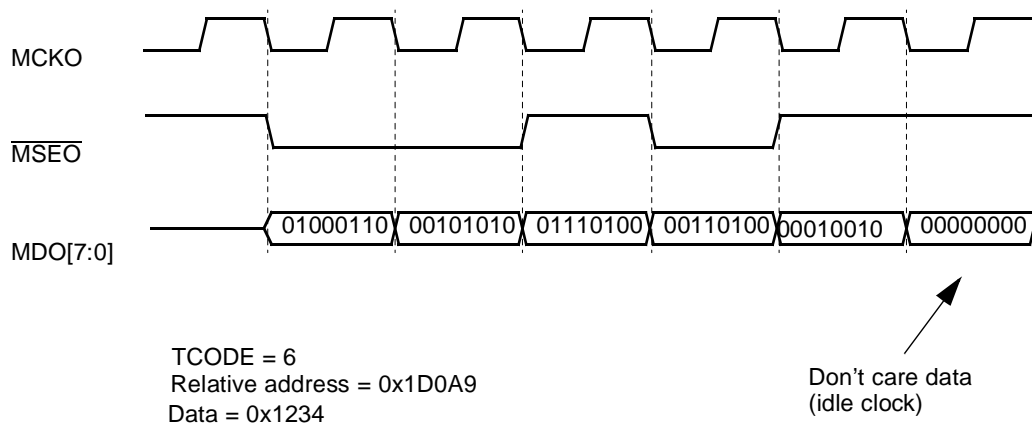 MCKO
MSEO
MDO[7:0]
01000110 00101010 01110100 00110100 00010010 00000000
TCODE = 6
Relative address = 0x1D0A9
Data = 0x1234
Don't care data
(idle clock)